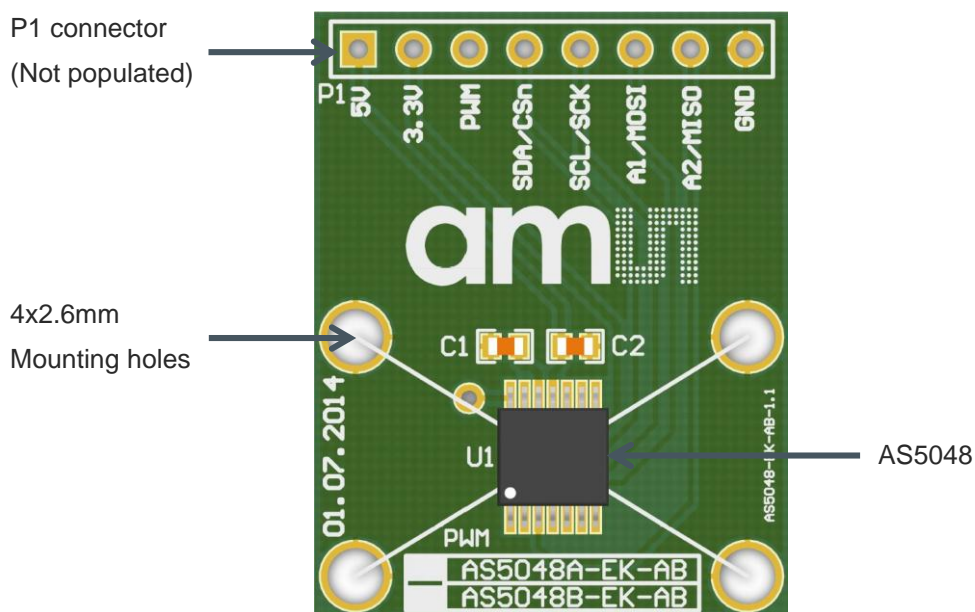 P1 connector
(Not populated)
P1
5V
3.3V
PWM
SDA/CSn
SCL/SCK
A1/MOSI
A2/MISO
GND
am
4x2.6mm
Mounting holes
C1
C2
01.07.2014
U1
AS5048
AS5048-EK-AB-1.1
PWM
AS5048A-EK-AB
AS5048B-EK-AB